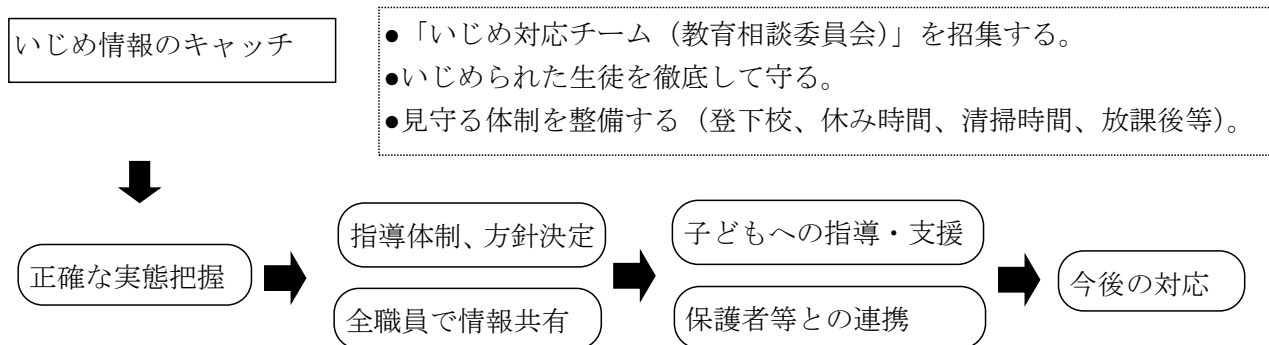 いじめ情報のキャッチ
●「いじめ対応チーム（教育相談委員会）」を招集する。
●いじめられた生徒を徹底して守る。
●見守る体制を整備する（登下校、休み時間、清掃時間、放課後等）。
正確な実態把握
指導体制、方針決定
全職員で情報共有
子どもへの指導・支援
保護者等との連携
今後の対応